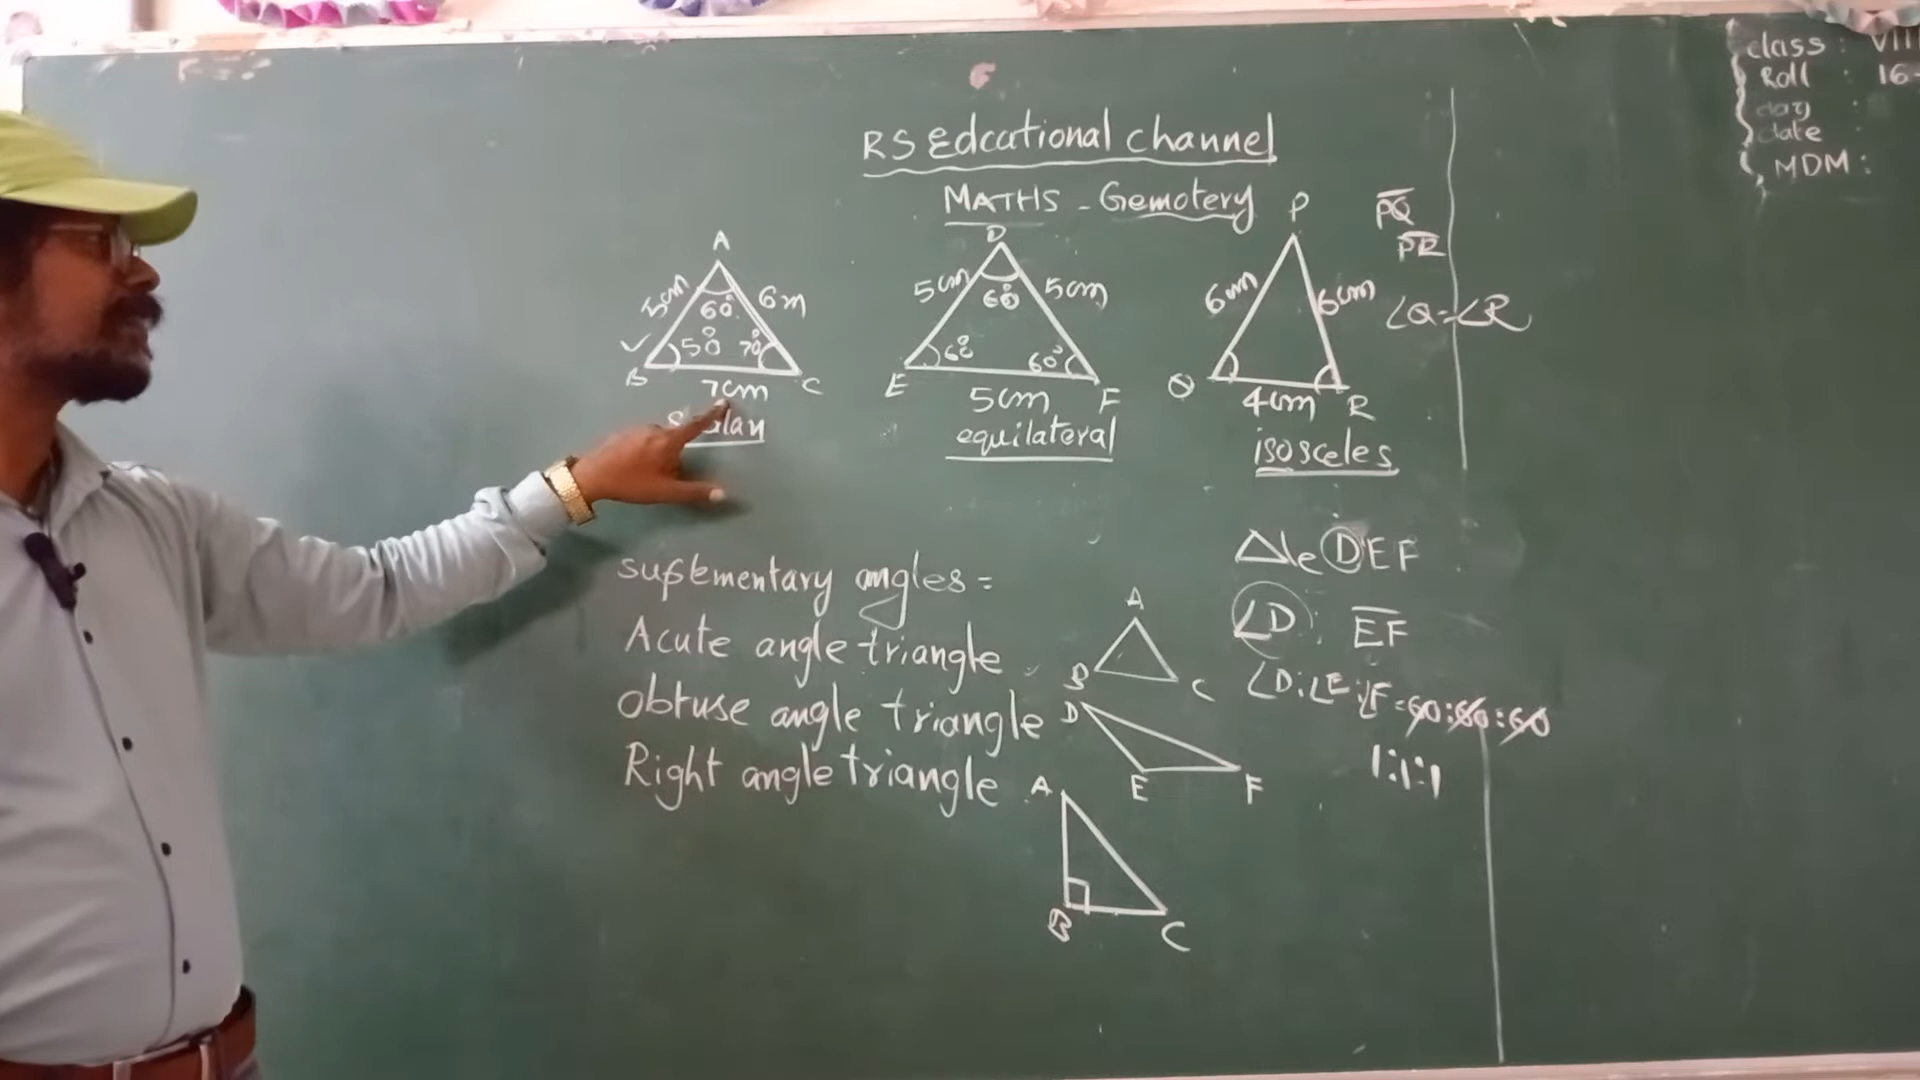 RS Edcational channel
MATHS - Gemotery
A
5cm
6m
60°
50°
70°
B
7cm
C
D
5cm
5cm
60°
60°
60°
E
5cm
F
equilateral
P
6cm
6cm
Q
4cm
R
isosceles
PQ
PR
∠Q=∠R
class : VIII
Roll : 16-
day :
date :
MDM :
suplementary angles =
Acute angle triangle
A
B
C
obtuse angle triangle
D
E
F
Right angle triangle
A
B
C
△le DEF
∠D : EF
∠D:∠E:∠F=60:60:60
1:1:1